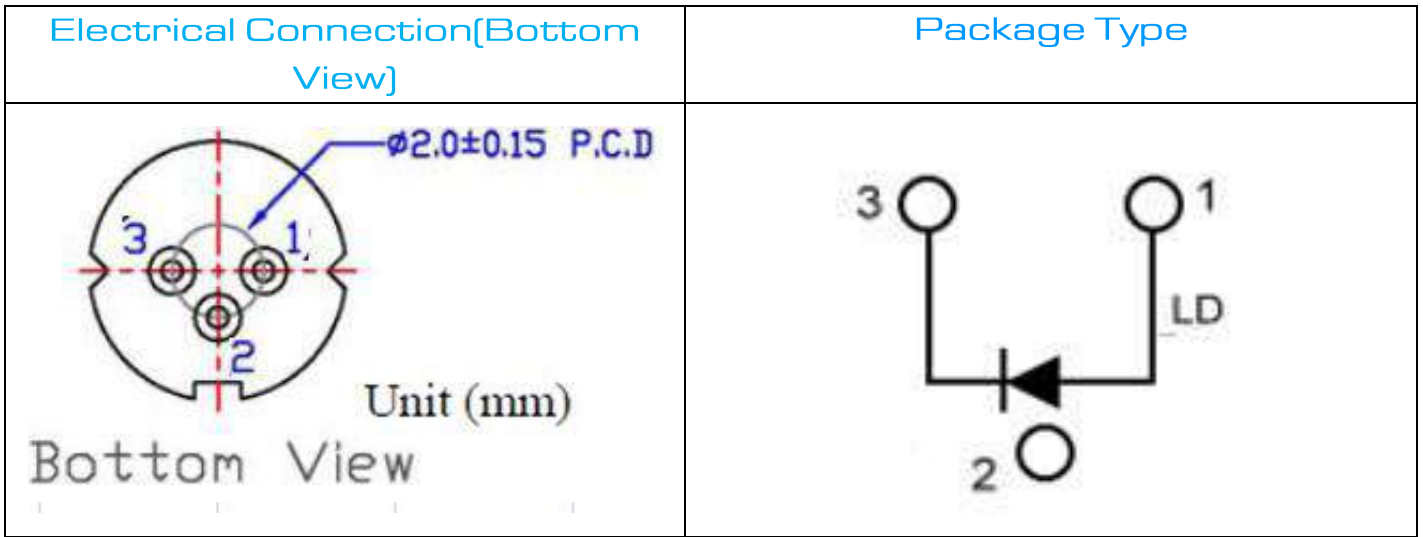 Electrical Connection(Bottom
View)
Package Type
ø2.0±0.15 P.C.D
3
1
2
Unit (mm)
Bottom View
3
1
LD
2